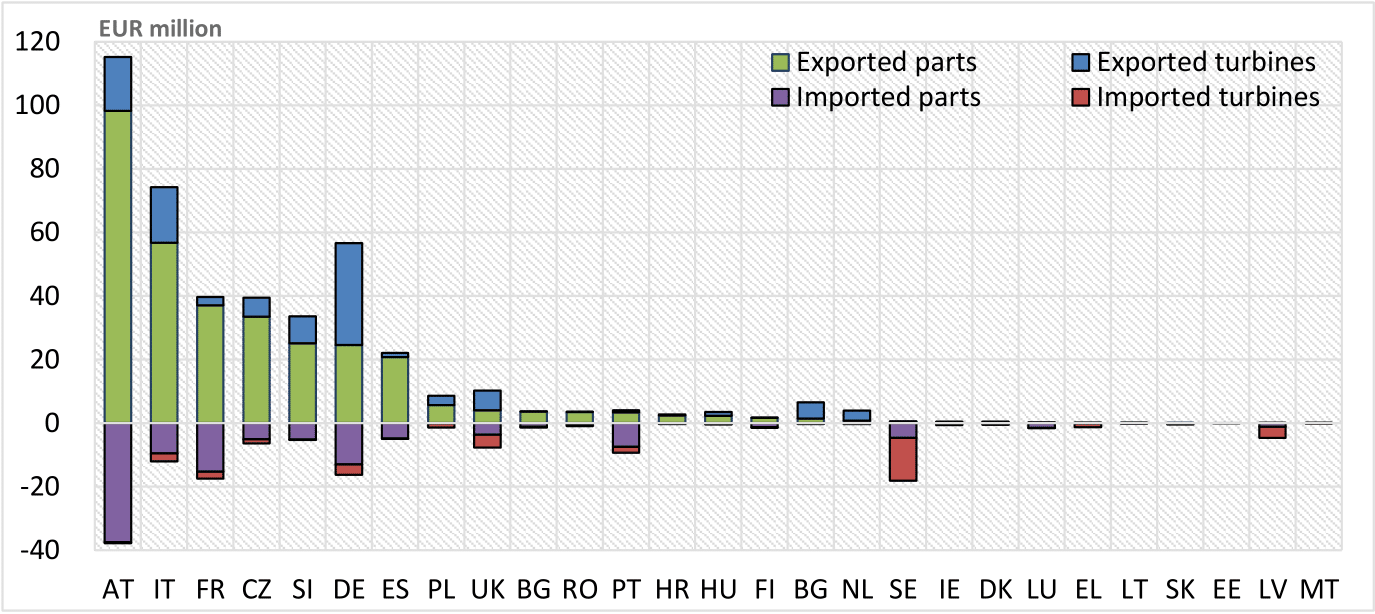 EUR million
120
100
80
60
40
20
0
-20
-40
Exported parts Exported turbines
Imported parts Imported turbines
AT IT FR CZ SI DE ES PL UK BG RO PT HR HU FI BG NL SE IE DK LU EL LT SK EE LV MT